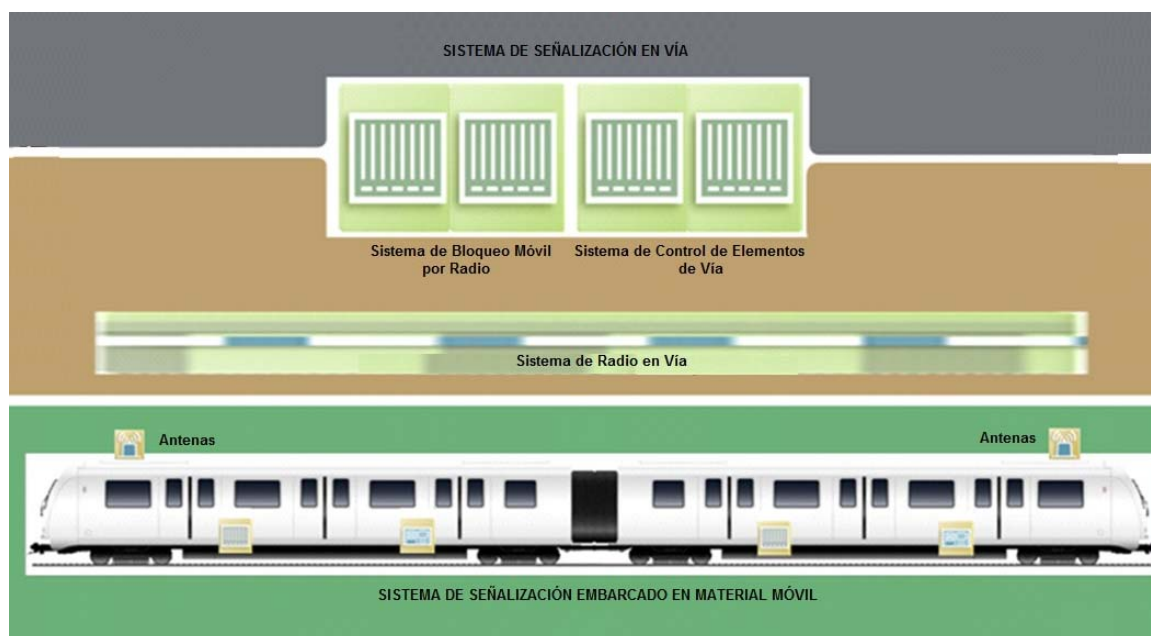 SISTEMA DE SEÑALIZACIÓN EN VÍA
Sistema de Bloqueo Móvil
por Radio
Sistema de Control de Elementos
de Vía
Sistema de Radio en Vía
Antenas
Antenas
SISTEMA DE SEÑALIZACIÓN EMBARCADO EN MATERIAL MÓVIL